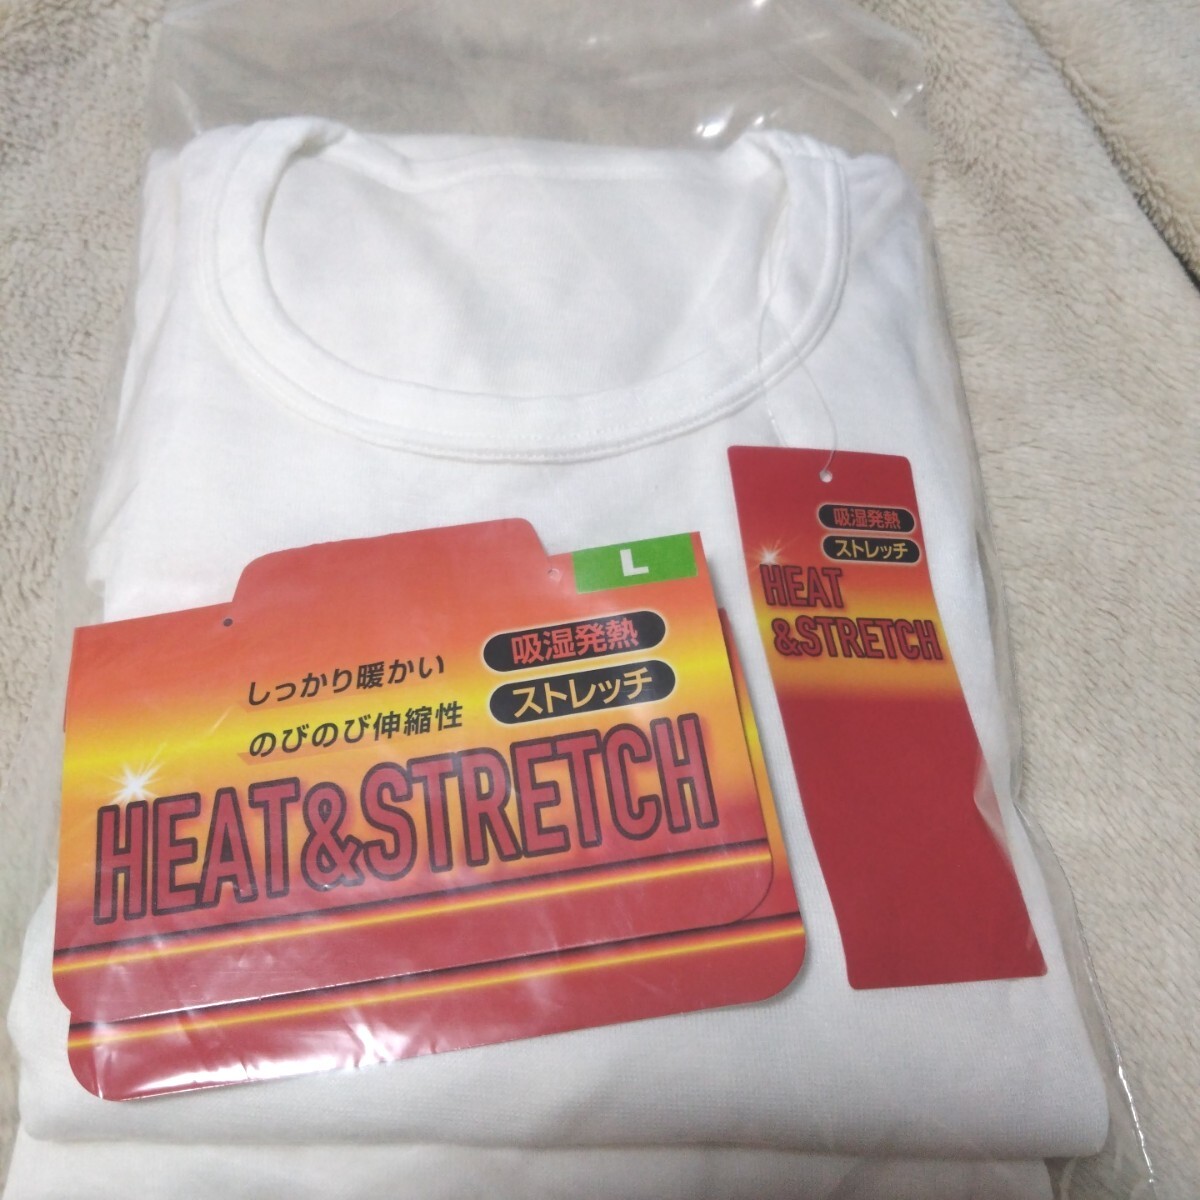 L
吸湿発熱
ストレッチ
しっかり暖かい
のびのび伸縮性
HEAT&STRETCH
吸湿発熱
ストレッチ
HEAT
&STRETCH